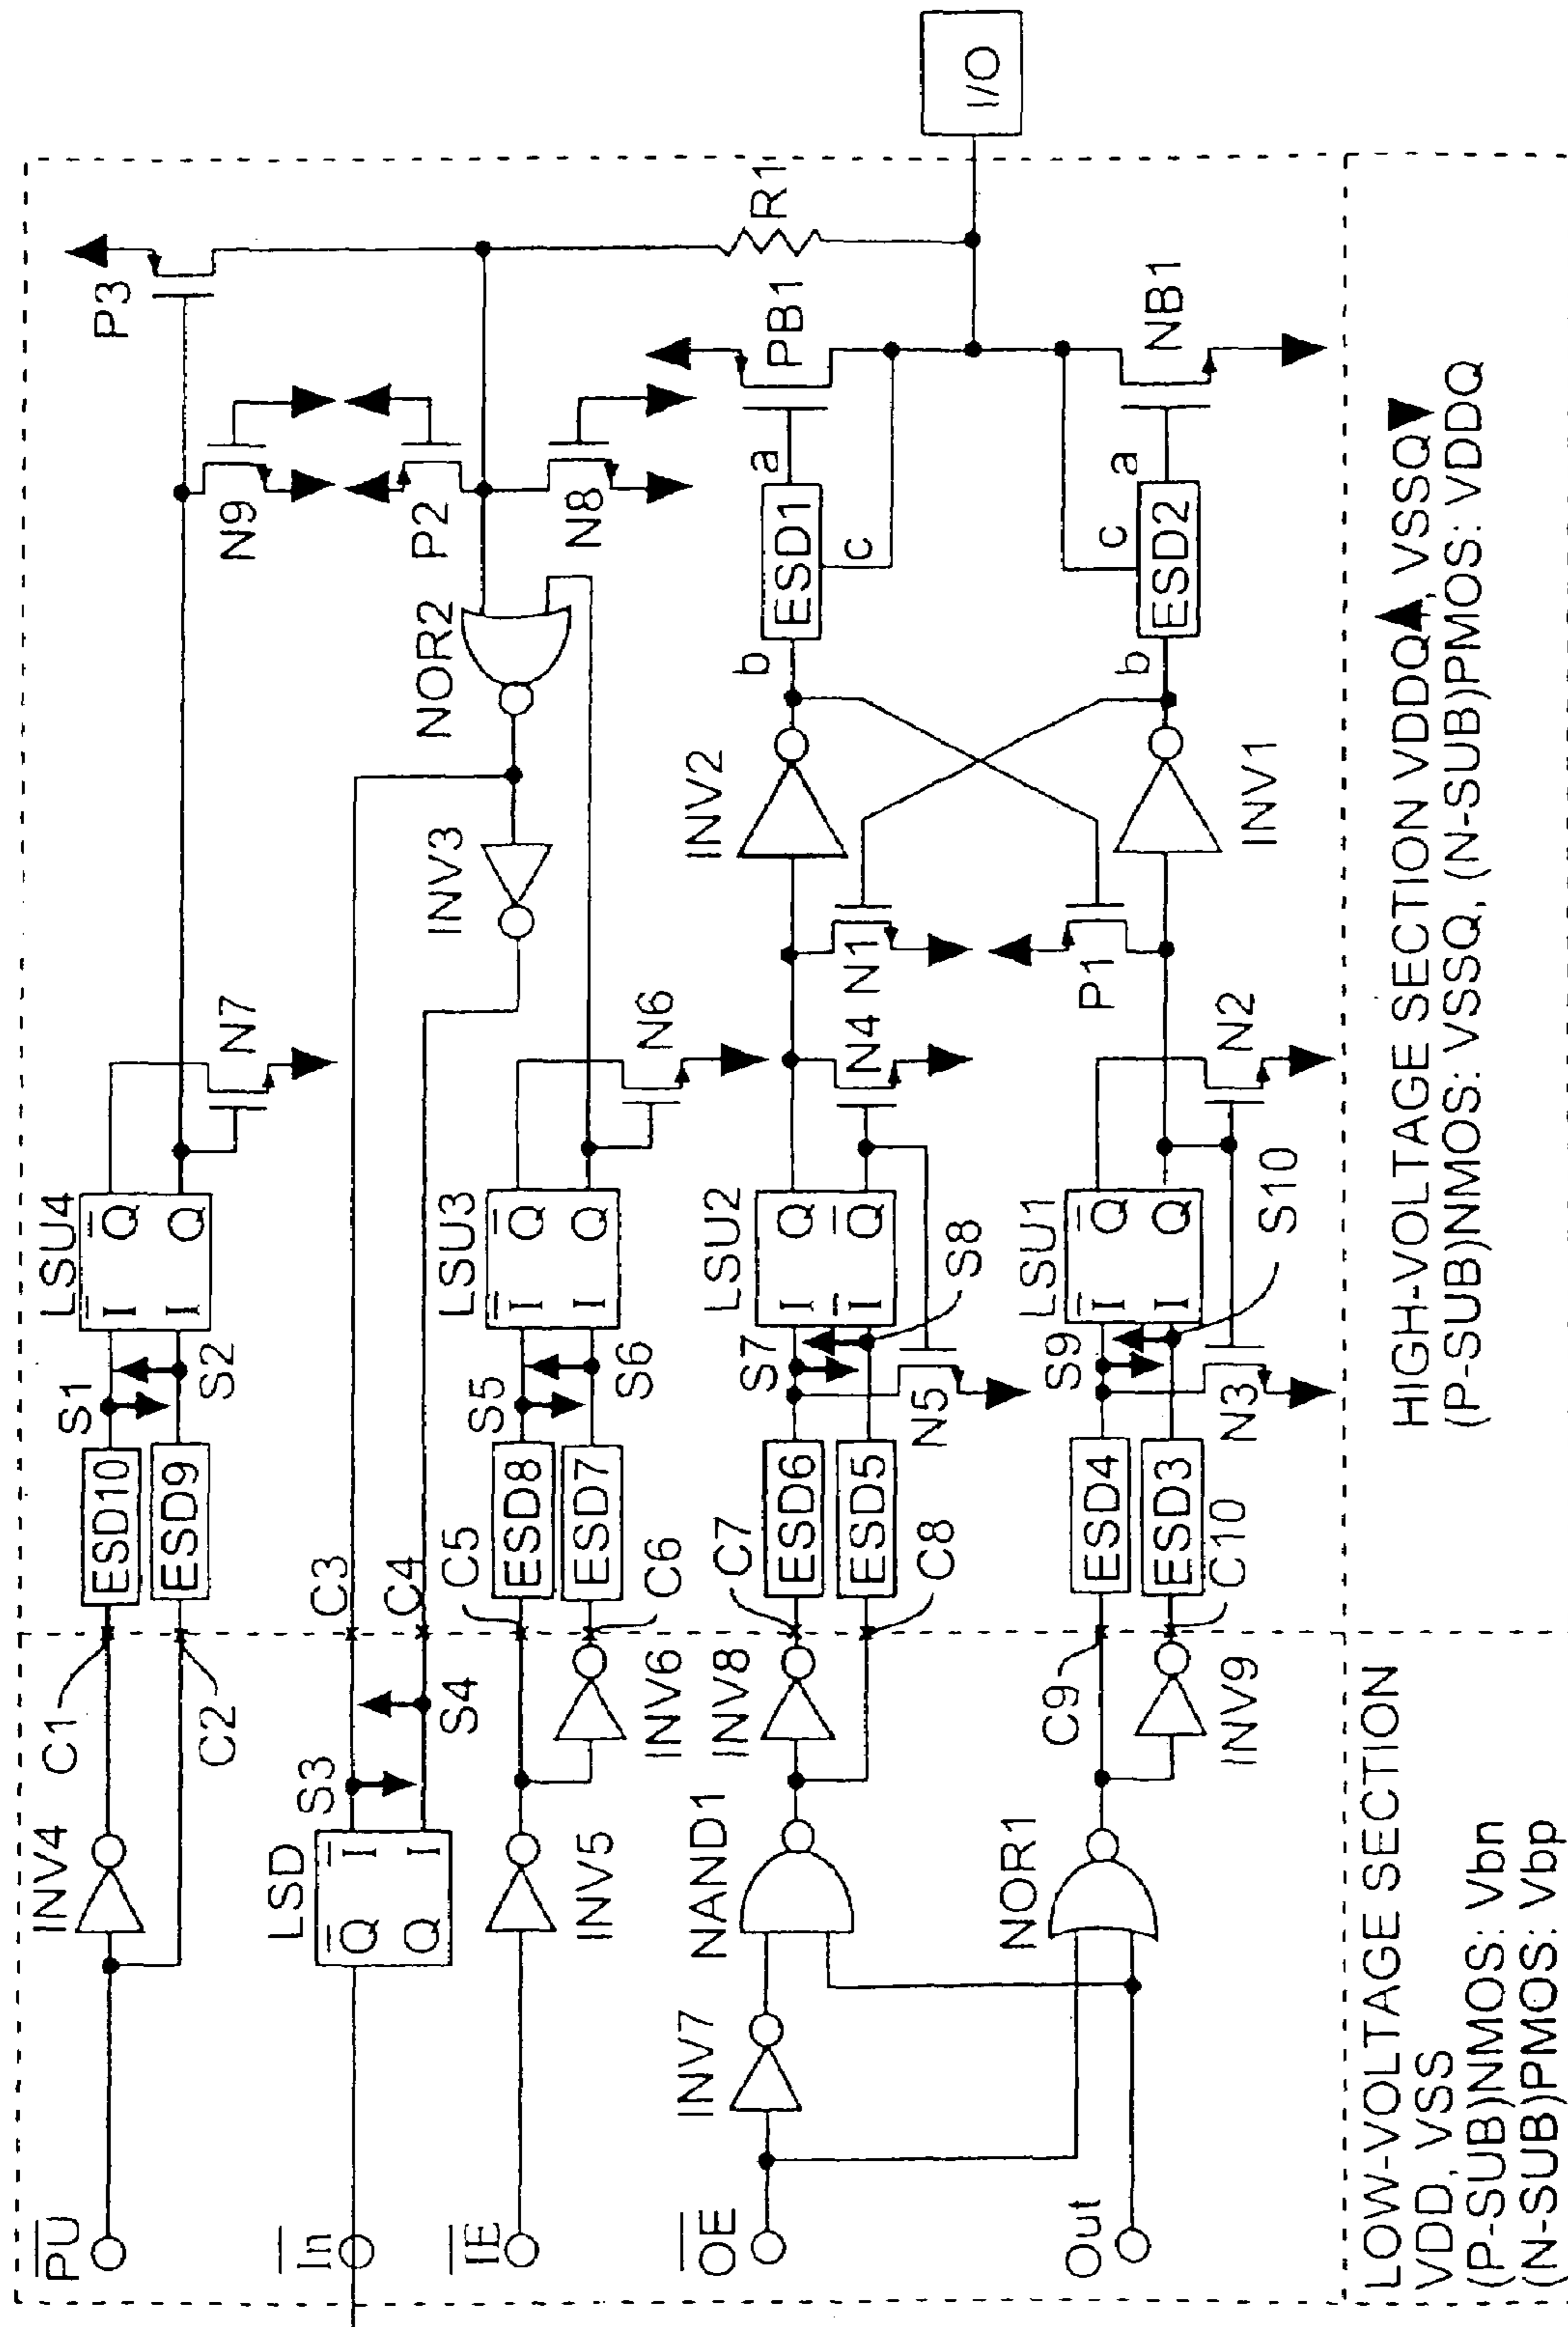 PU
INV4
C1
C2
ESD10
ESD9
S1
S2
LSU4
I
Q
I
Q
N7
N9
P3
In
LSD
Q
I
Q
I
S3
S4
C3
C4
INV3
NOR2
P2
N8
R1
I/O
IE
INV5
INV6
C5
C6
ESD8
ESD7
S5
S6
LSU3
I
Q
I
Q
N6
OE
INV7
NAND1
INV8
C7
C8
ESD6
ESD5
S7
S8
N5
LSU2
I
Q
I
Q
N4
N1
INV2
b
ESD1
a
c
PB1
Out
NOR1
INV9
C9
C10
ESD4
ESD3
S9
S10
N3
LSU1
I
Q
I
Q
N2
P1
INV1
b
ESD2
a
c
NB1
LOW-VOLTAGE SECTION
VDD, VSS
(P-SUB)NMOS: Vbn
(N-SUB)PMOS: Vbp
HIGH-VOLTAGE SECTION VDDQ, VSSQ
(P-SUB)NMOS: VSSQ, (N-SUB)PMOS: VDDQ